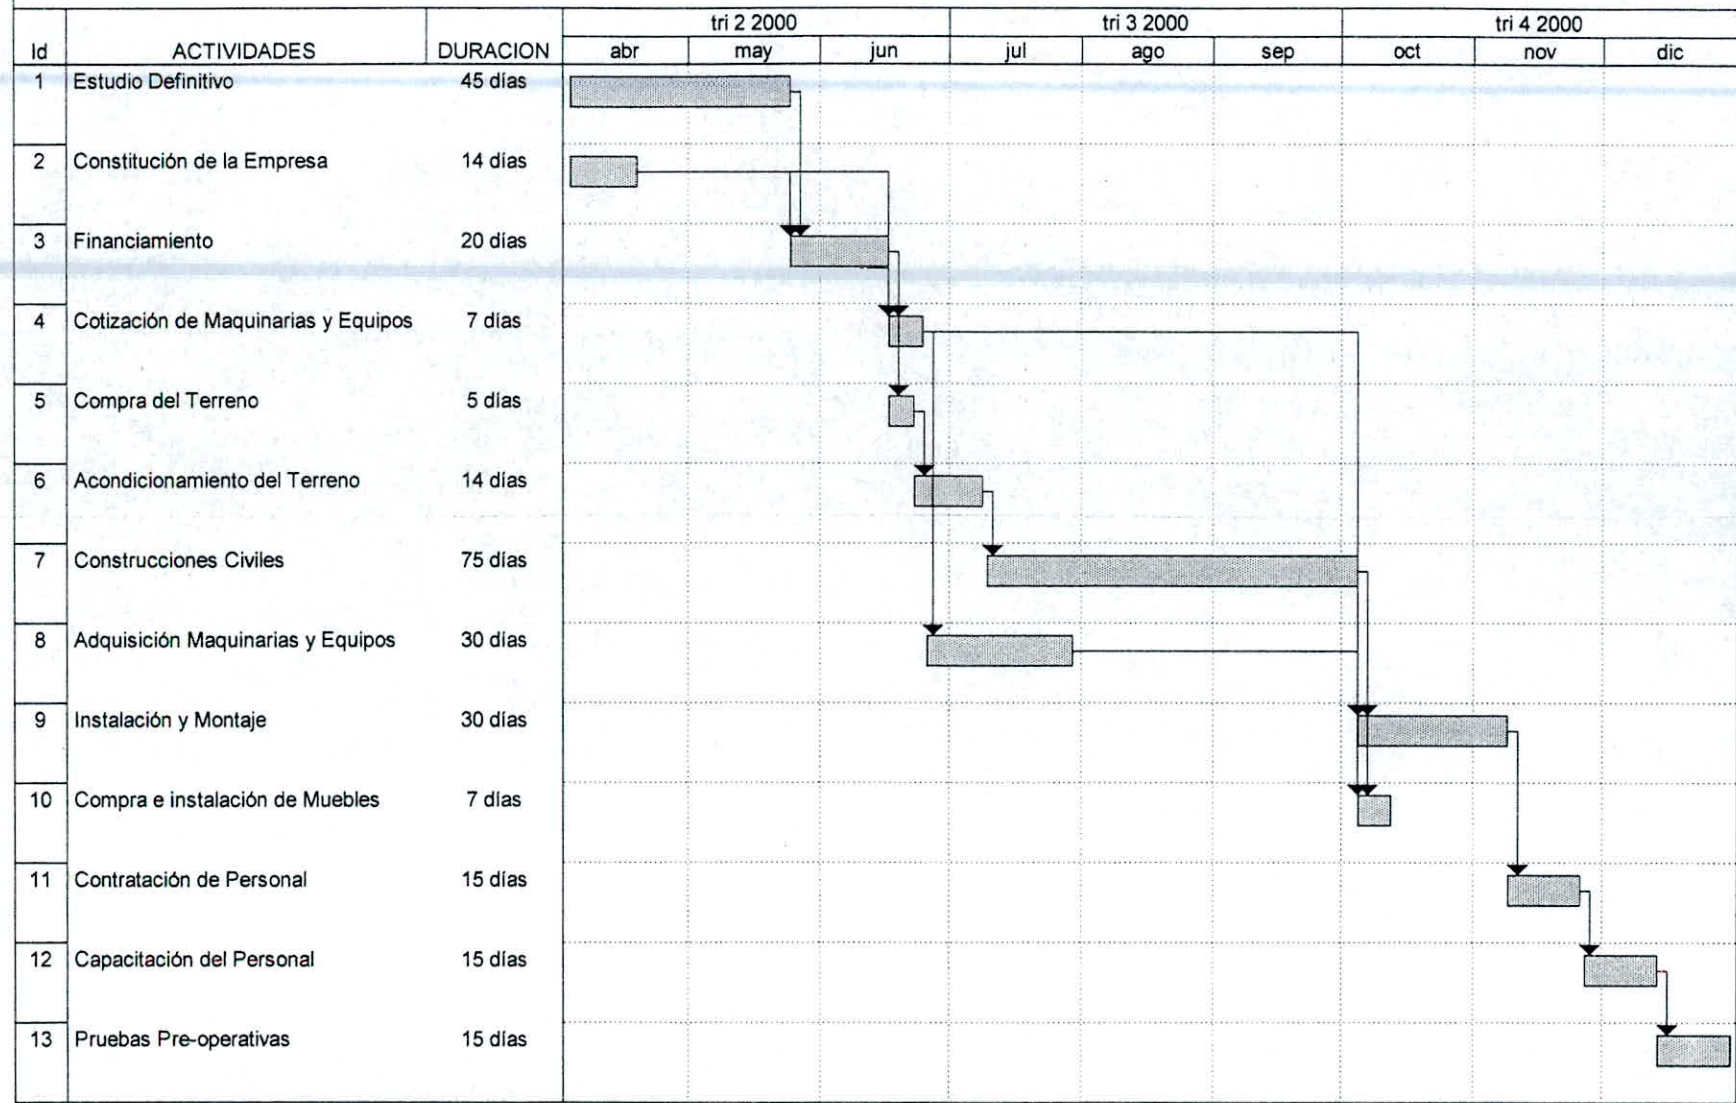 tri 2 2000 tri 3 2000 tri 4 2000
Id ACTIVIDADES DURACION abr may jun jul ago sep oct nov dic
1 Estudio Definitivo 45 días
2 Constitución de la Empresa 14 días
3 Financiamiento 20 días
4 Cotización de Maquinarias y Equipos 7 días
5 Compra del Terreno 5 días
6 Acondicionamiento del Terreno 14 días
7 Construcciones Civiles 75 días
8 Adquisición Maquinarias y Equipos 30 días
9 Instalación y Montaje 30 días
10 Compra e instalación de Muebles 7 días
11 Contratación de Personal 15 días
12 Capacitación del Personal 15 días
13 Pruebas Pre-operativas 15 días